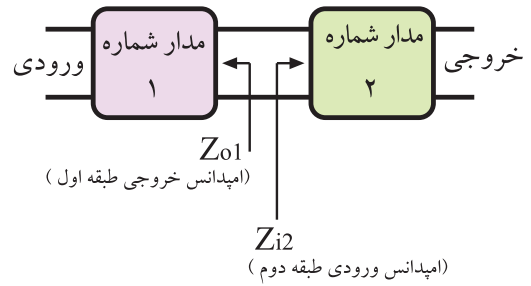 مدار شماره
۱
مدار شماره
۲
ورودی
خروجی
Zo1
(امپدانس خروجی طبقه اول)
Zi2
(امپدانس ورودی طبقه دوم)